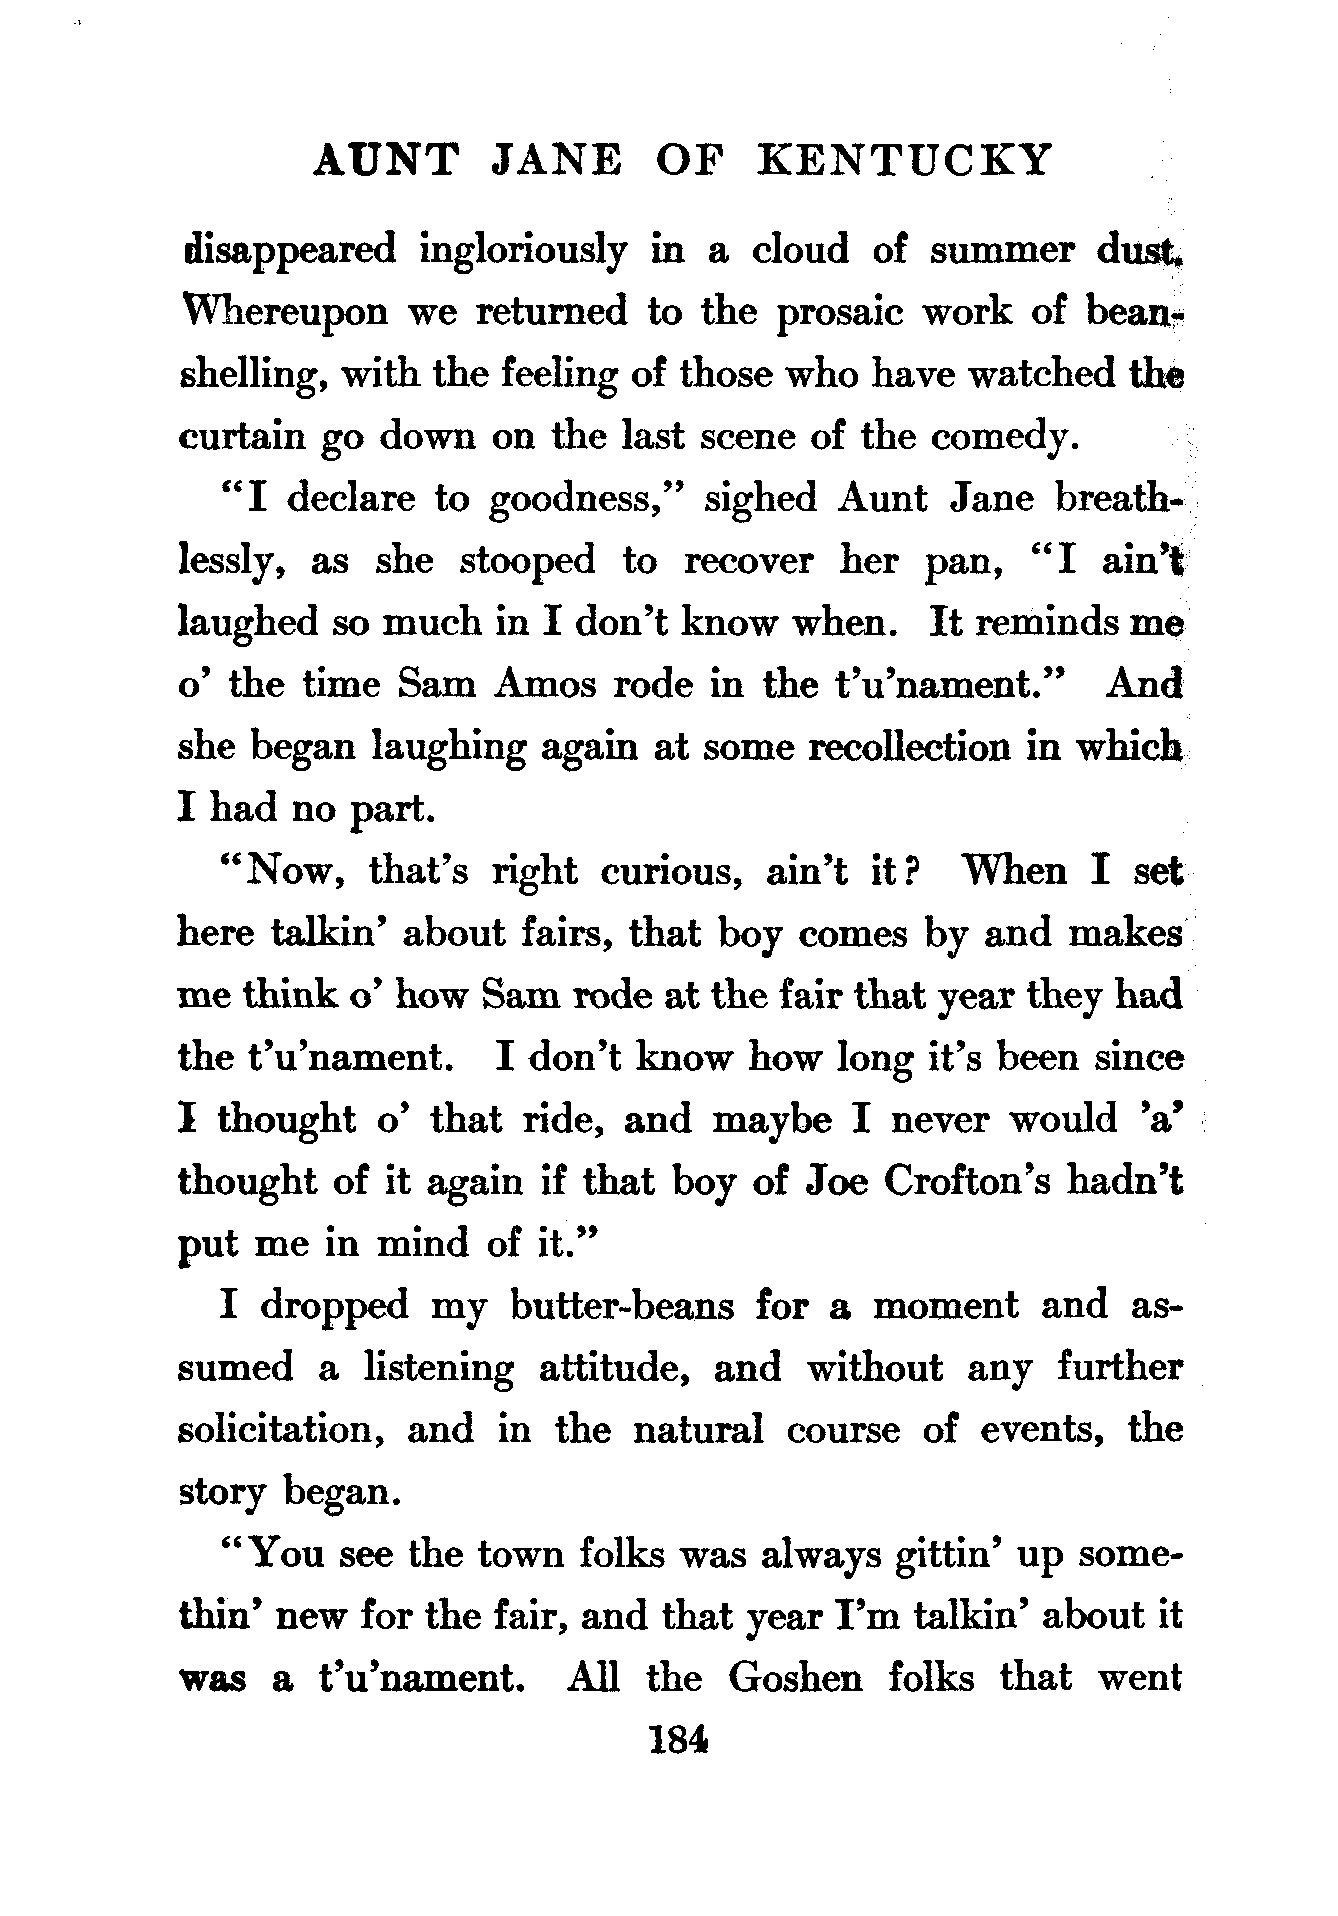 AUNT JANE OF KENTUCKY
disappeared ingloriously in a cloud of summer dust.
Whereupon we returned to the prosaic work of bean-
shelling, with the feeling of those who have watched the
curtain go down on the last scene of the comedy.
“I declare to goodness,” sighed Aunt Jane breath-
lessly, as she stooped to recover her pan, “I ain’t
laughed so much in I don’t know when. It reminds me
o’ the time Sam Amos rode in the t’u’nament.” And
she began laughing again at some recollection in which
I had no part.
“Now, that’s right curious, ain’t it? When I set
here talkin’ about fairs, that boy comes by and makes
me think o’ how Sam rode at the fair that year they had
the t’u’nament. I don’t know how long it’s been since
I thought o’ that ride, and maybe I never would ’a’
thought of it again if that boy of Joe Crofton’s hadn’t
put me in mind of it.”
I dropped my butter-beans for a moment and as-
sumed a listening attitude, and without any further
solicitation, and in the natural course of events, the
story began.
“You see the town folks was always gittin’ up some-
thin’ new for the fair, and that year I’m talkin’ about it
was a t’u’nament. All the Goshen folks that went
184